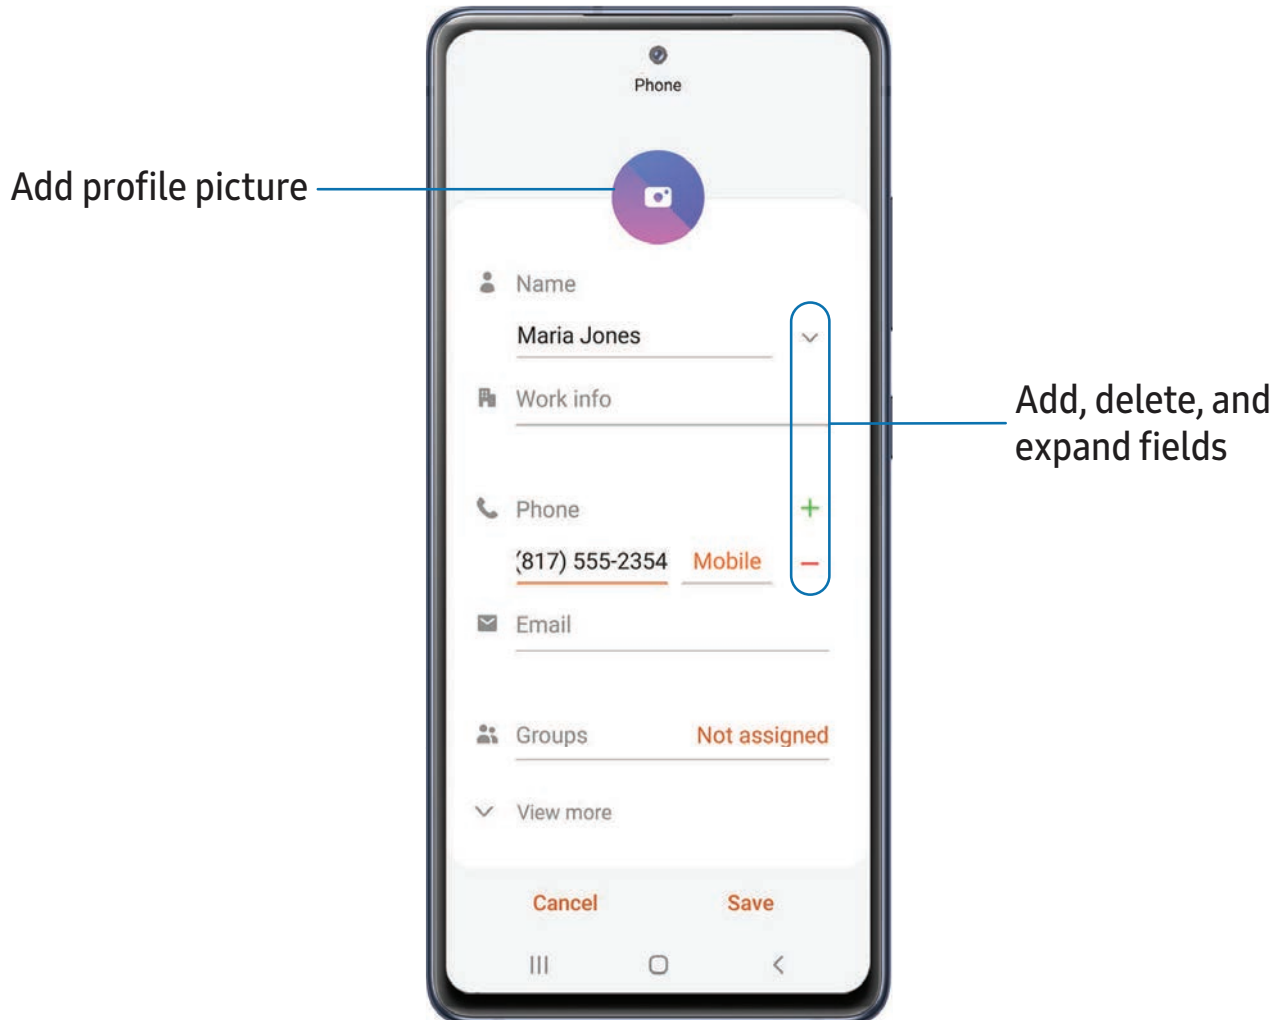 Phone
Add profile picture
Name
Maria Jones
Work info
Add, delete, and
expand fields
Phone
(817) 555-2354 Mobile
Email
Groups Not assigned
View more
Cancel Save